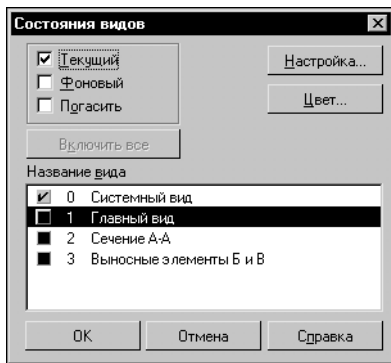 Состояния видов
Текущий
Фоновый
Погасить
Настройка...
Цвет...
Включить все
Название вида
0 Системный вид
1 Главный вид
2 Сечение А-А
3 Выносные элементы Б и В
OK
Отмена
Справка